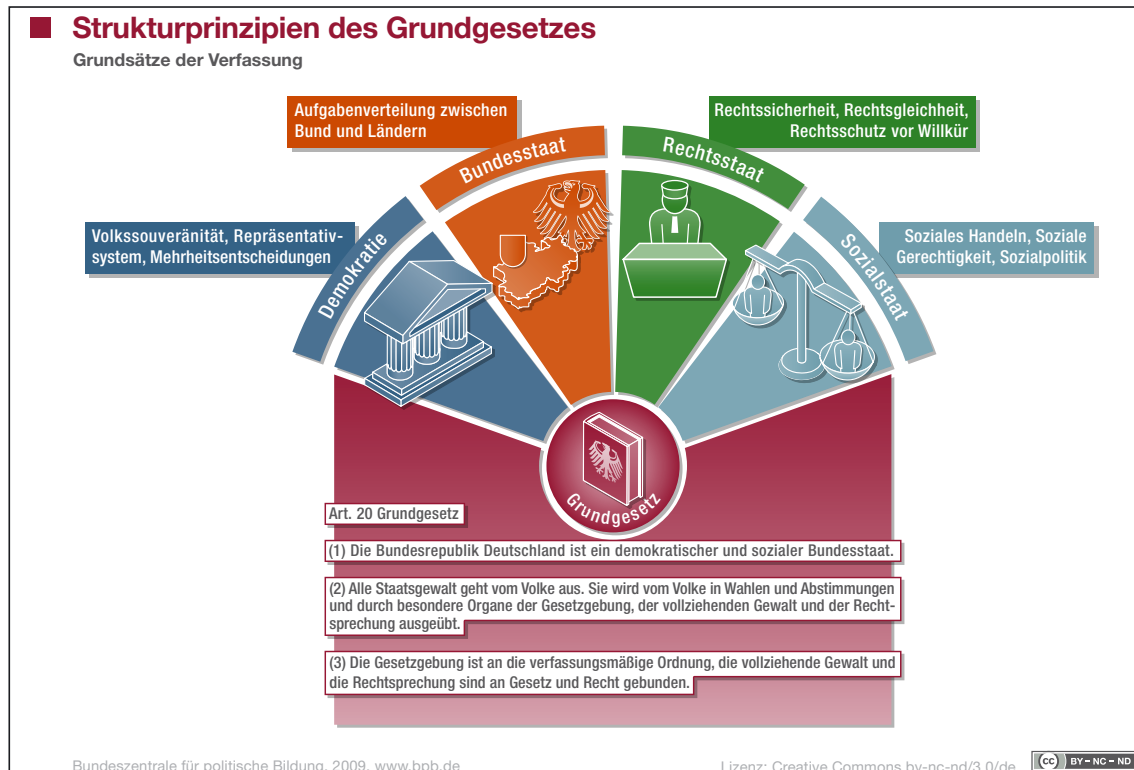 Strukturprinzipien des Grundgesetzes
Grundsätze der Verfassung
Aufgabenverteilung zwischen
Bund und Ländern
Rechtssicherheit, Rechtsgleichheit,
Rechtsschutz vor Willkür
Bundesstaat
Rechtsstaat
Volkssouveränität, Repräsentativ-
system, Mehrheitsentscheidungen
Soziales Handeln, Soziale
Gerechtigkeit, Sozialpolitik
Demokratie
Sozialstaat
Grundgesetz
Art. 20 Grundgesetz
(1) Die Bundesrepublik Deutschland ist ein demokratischer und sozialer Bundesstaat.
(2) Alle Staatsgewalt geht vom Volke aus. Sie wird vom Volke in Wahlen und Abstimmungen
und durch besondere Organe der Gesetzgebung, der vollziehenden Gewalt und der Recht-
sprechung ausgeübt.
(3) Die Gesetzgebung ist an die verfassungsmäßige Ordnung, die vollziehende Gewalt und
die Rechtsprechung sind an Gesetz und Recht gebunden.
Bundeszentrale für politische Bildung, 2009, www.bpb.de
Lizenz: Creative Commons by-nc-nd/3.0/de
cc BY - NC - ND